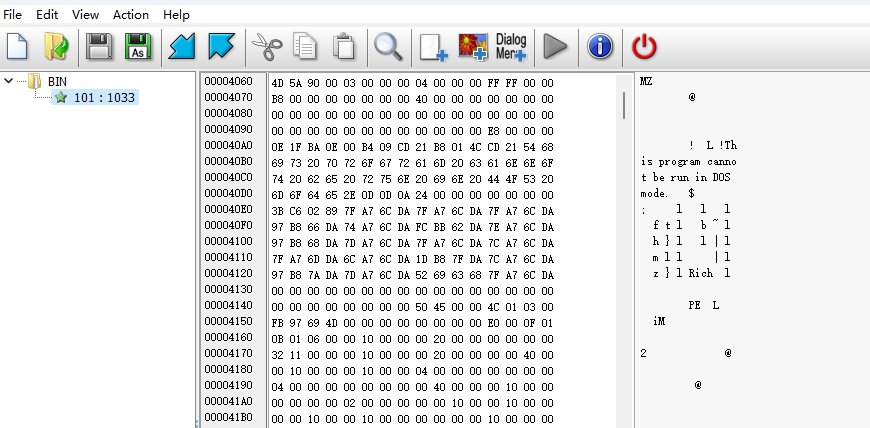 File Edit View Action Help
As
Dialog
Mer
BIN
101 : 1033
00004060 4D 5A 90 00 03 00 00 00 04 00 00 00 FF FF 00 00 MZ
00004070 B8 00 00 00 00 00 00 00 40 00 00 00 00 00 00 00 @
00004080 00 00 00 00 00 00 00 00 00 00 00 00 00 00 00 00
00004090 00 00 00 00 00 00 00 00 00 00 00 00 E8 00 00 00
000040A0 0E 1F BA 0E 00 B4 09 CD 21 B8 01 4C CD 21 54 68 ! L !Th
000040B0 69 73 20 70 72 6F 67 72 61 6D 20 63 61 6E 6E 6F is program canno
000040C0 74 20 62 65 20 72 75 6E 20 69 6E 20 44 4F 53 20 t be run in DOS
000040D0 6D 6F 64 65 2E 0D 0D 0A 24 00 00 00 00 00 00 00 mode. $
000040E0 3B C6 02 89 7F A7 6C DA 7F A7 6C DA 7F A7 6C DA ; l l l
000040F0 97 B8 66 DA 74 A7 6C DA FC BB 62 DA 7E A7 6C DA f t l b ~ l
00004100 97 B8 68 DA 7D A7 6C DA 7F A7 6C DA 7C A7 6C DA h } l l | l
00004110 7F A7 6D DA 6C A7 6C DA 1D B8 7F DA 7C A7 6C DA m l l | l
00004120 97 B8 7A DA 7D A7 6C DA 52 69 63 68 7F A7 6C DA z } l Rich l
00004130 00 00 00 00 00 00 00 00 00 00 00 00 00 00 00 00
00004140 00 00 00 00 00 00 00 00 50 45 00 00 4C 01 03 00 PE L
00004150 FB 97 69 4D 00 00 00 00 00 00 00 00 E0 00 0F 01 iM
00004160 0B 01 06 00 00 10 00 00 00 20 00 00 00 00 00 00
00004170 32 11 00 00 00 10 00 00 00 20 00 00 00 00 40 00 2 @
00004180 00 10 00 00 00 10 00 00 04 00 00 00 00 00 00 00
00004190 04 00 00 00 00 00 00 00 00 40 00 00 00 10 00 00 @
000041A0 00 00 00 00 02 00 00 00 00 00 10 00 00 10 00 00
000041B0 00 00 10 00 00 10 00 00 00 00 00 00 10 00 00 00